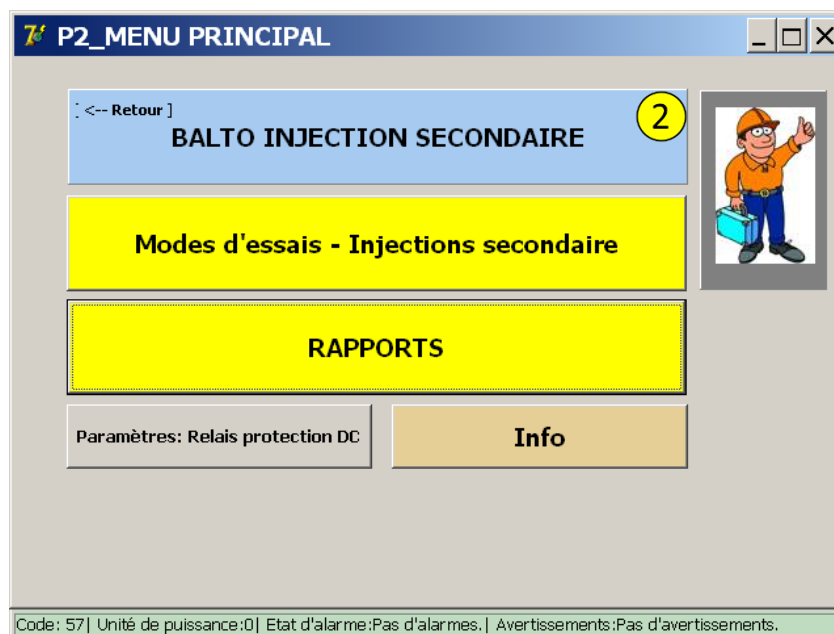 P2_MENU PRINCIPAL
[ <-- Retour ]
BALTO INJECTION SECONDAIRE
2
Modes d'essais - Injections secondaire
RAPPORTS
Paramètres: Relais protection DC
Info
Code: 57| Unité de puissance:0| Etat d'alarme:Pas d'alarmes.| Avertissements:Pas d'avertissements.